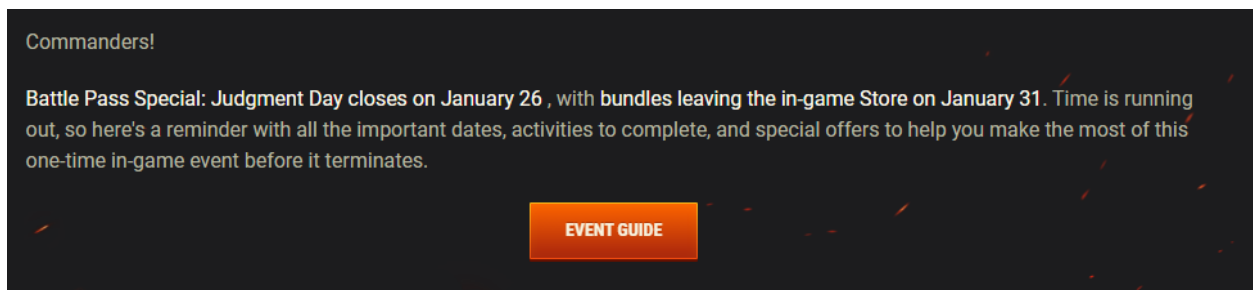 Commanders!
Battle Pass Special: Judgment Day closes on January 26 , with bundles leaving the in-game Store on January 31. Time is running
out, so here's a reminder with all the important dates, activities to complete, and special offers to help you make the most of this
one-time in-game event before it terminates.
EVENT GUIDE